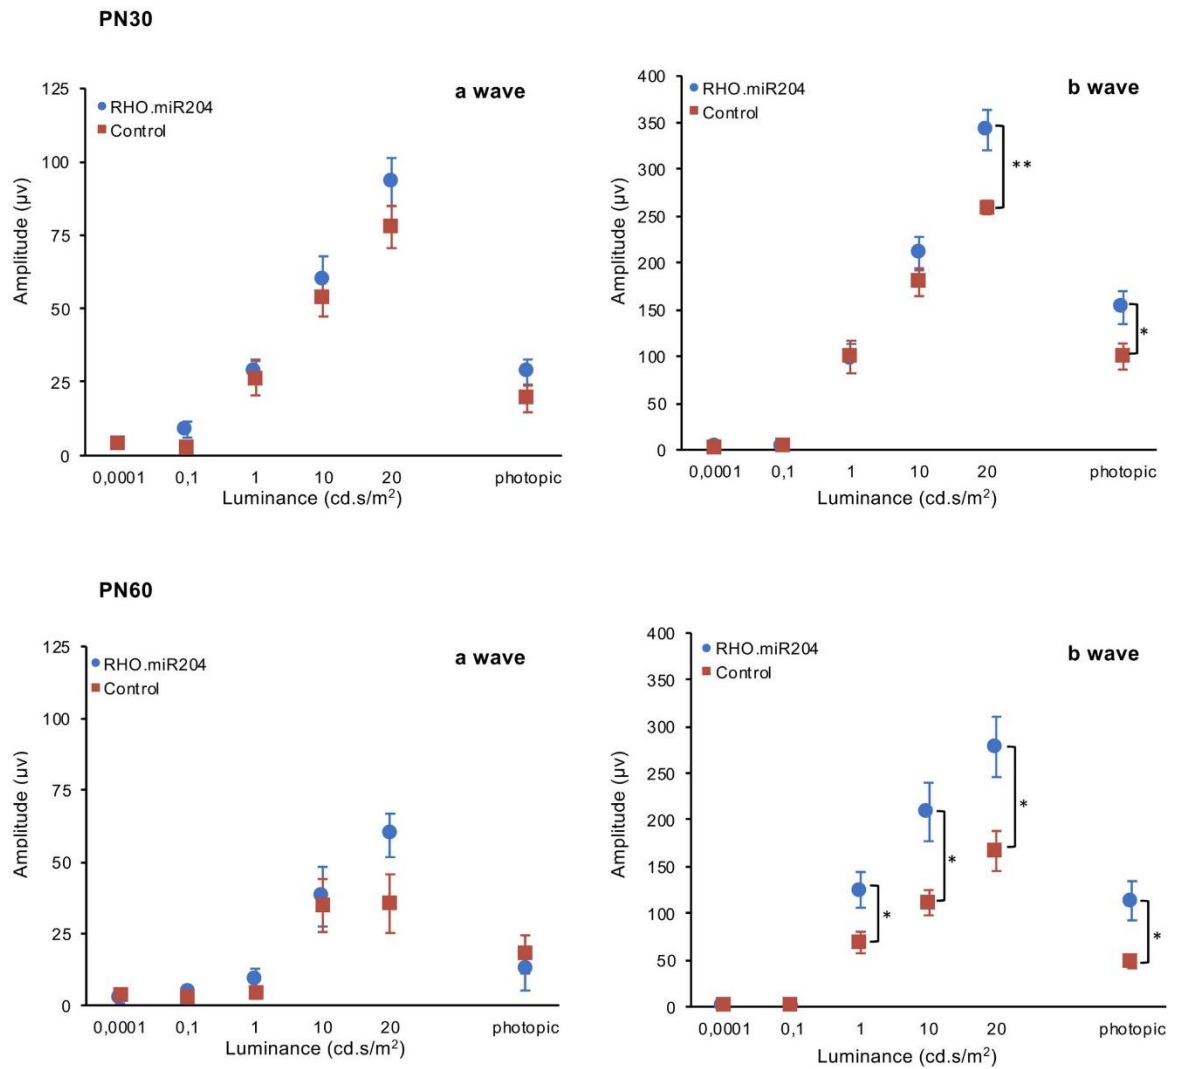 PN30
a wave
RHO.miR204
Control
Amplitude (µv)
125
100
75
50
25
0
0,0001 0,1 1 10 20 photopic
Luminance (cd.s/m²)
b wave
RHO.miR204
Control
Amplitude (µv)
400
350
300
250
200
150
100
50
0
**
*
0,0001 0,1 1 10 20 photopic
Luminance (cd.s/m²)
PN60
a wave
RHO.miR204
Control
Amplitude (µv)
125
100
75
50
25
0
0,0001 0,1 1 10 20 photopic
Luminance (cd.s/m²)
b wave
RHO.miR204
Control
Amplitude (µv)
400
350
300
250
200
150
100
50
0
*
*
*
*
0,0001 0,1 1 10 20 photopic
Luminance (cd.s/m²)